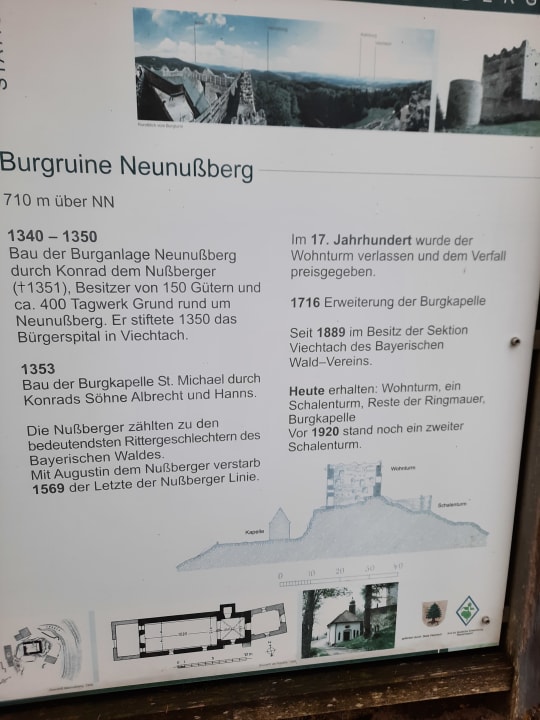 Rundblick vom Burgturm
Burgruine Neunußberg
710 m über NN
1340 – 1350
Bau der Burganlage Neunußberg
durch Konrad dem Nußberger
(†1351), Besitzer von 150 Gütern und
ca. 400 Tagwerk Grund rund um
Neunußberg. Er stiftete 1350 das
Bürgerspital in Viechtach.
1353
Bau der Burgkapelle St. Michael durch
Konrads Söhne Albrecht und Hanns.
Die Nußberger zählten zu den
bedeutendsten Rittergeschlechtern des
Bayerischen Waldes.
Mit Augustin dem Nußberger verstarb
1569 der Letzte der Nußberger Linie.
Im 17. Jahrhundert wurde der
Wohnturm verlassen und dem Verfall
preisgegeben.
1716 Erweiterung der Burgkapelle
Seit 1889 im Besitz der Sektion
Viechtach des Bayerischen
Wald–Vereins.
Heute erhalten: Wohnturm, ein
Schalenturm, Reste der Ringmauer,
Burgkapelle
Vor 1920 stand noch ein zweiter
Schalenturm.
Wohnturm
Schalenturm
Kapelle
0 10 20 30 40